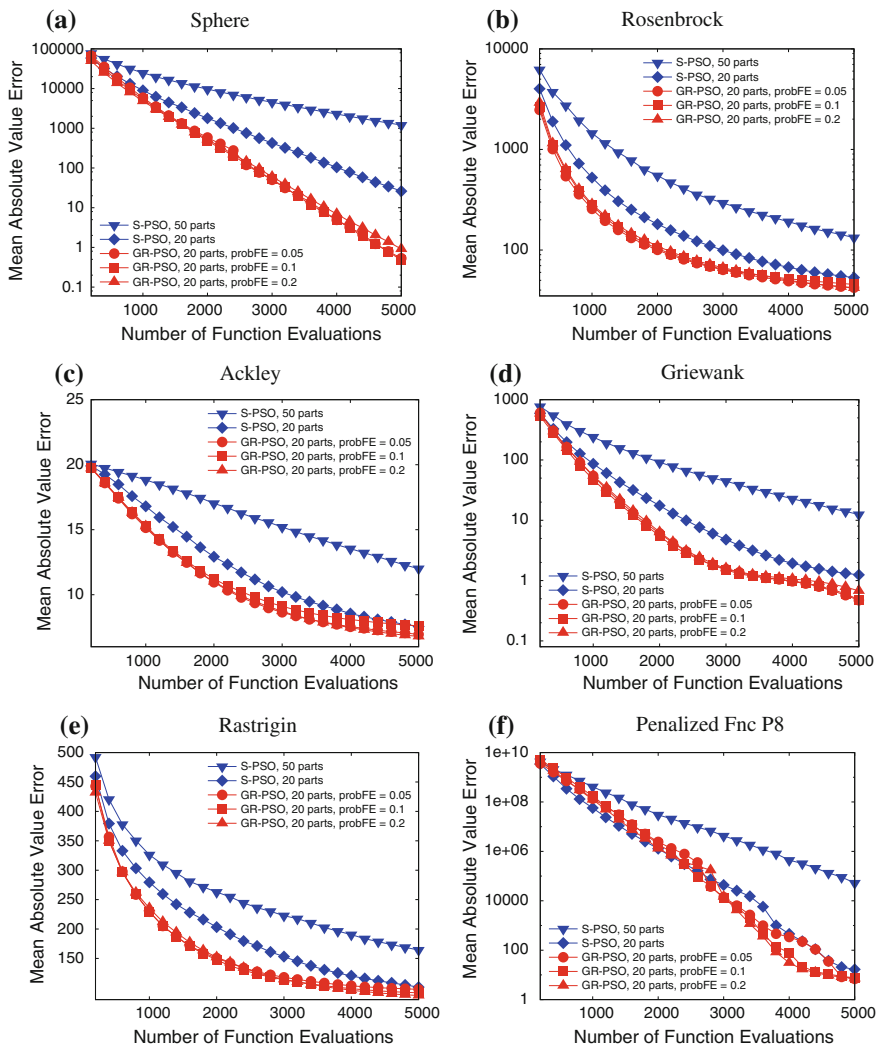 (a) Sphere
Mean Absolute Value Error
100000
10000
1000
100
10
1
0.1
S-PSO, 50 parts
S-PSO, 20 parts
GR-PSO, 20 parts, probFE = 0.05
GR-PSO, 20 parts, probFE = 0.1
GR-PSO, 20 parts, probFE = 0.2
1000 2000 3000 4000 5000
Number of Function Evaluations
(b) Rosenbrock
Mean Absolute Value Error
10000
1000
100
S-PSO, 50 parts
S-PSO, 20 parts
GR-PSO, 20 parts, probFE = 0.05
GR-PSO, 20 parts, probFE = 0.1
GR-PSO, 20 parts, probFE = 0.2
1000 2000 3000 4000 5000
Number of Function Evaluations
(c) Ackley
Mean Absolute Value Error
25
20
15
10
S-PSO, 50 parts
S-PSO, 20 parts
GR-PSO, 20 parts, probFE = 0.05
GR-PSO, 20 parts, probFE = 0.1
GR-PSO, 20 parts, probFE = 0.2
1000 2000 3000 4000 5000
Number of Function Evaluations
(d) Griewank
Mean Absolute Value Error
1000
100
10
1
0.1
S-PSO, 50 parts
S-PSO, 20 parts
GR-PSO, 20 parts, probFE = 0.05
GR-PSO, 20 parts, probFE = 0.1
GR-PSO, 20 parts, probFE = 0.2
1000 2000 3000 4000 5000
Number of Function Evaluations
(e) Rastrigin
Mean Absolute Value Error
500
450
400
350
300
250
200
150
S-PSO, 50 parts
S-PSO, 20 parts
GR-PSO, 20 parts, probFE = 0.05
GR-PSO, 20 parts, probFE = 0.1
GR-PSO, 20 parts, probFE = 0.2
1000 2000 3000 4000 5000
Number of Function Evaluations
(f) Penalized Fnc P8
Mean Absolute Value Error
1e+10
1e+08
1e+06
10000
100
1
S-PSO, 50 parts
S-PSO, 20 parts
GR-PSO, 20 parts, probFE = 0.05
GR-PSO, 20 parts, probFE = 0.1
GR-PSO, 20 parts, probFE = 0.2
1000 2000 3000 4000 5000
Number of Function Evaluations